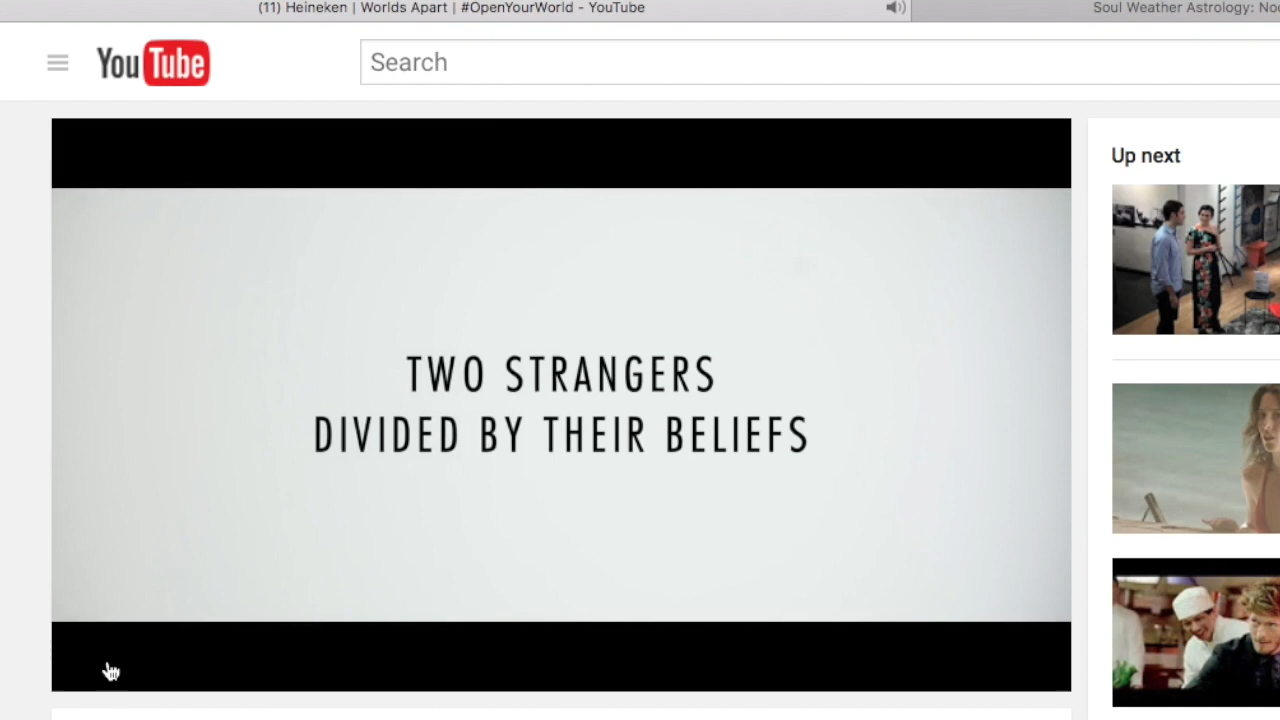 (11) Heineken | Worlds Apart | #OpenYourWorld - YouTube
Soul Weather Astrology: No
YouTube
Search
Up next
TWO STRANGERS
DIVIDED BY THEIR BELIEFS